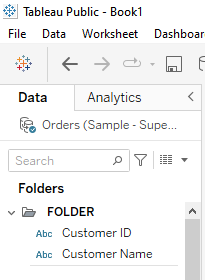 Tableau Public - Book1
File Data Worksheet Dashboar
Data Analytics
Orders (Sample - Supe...
Search
Folders
FOLDER
Abc Customer ID
Abc Customer Name